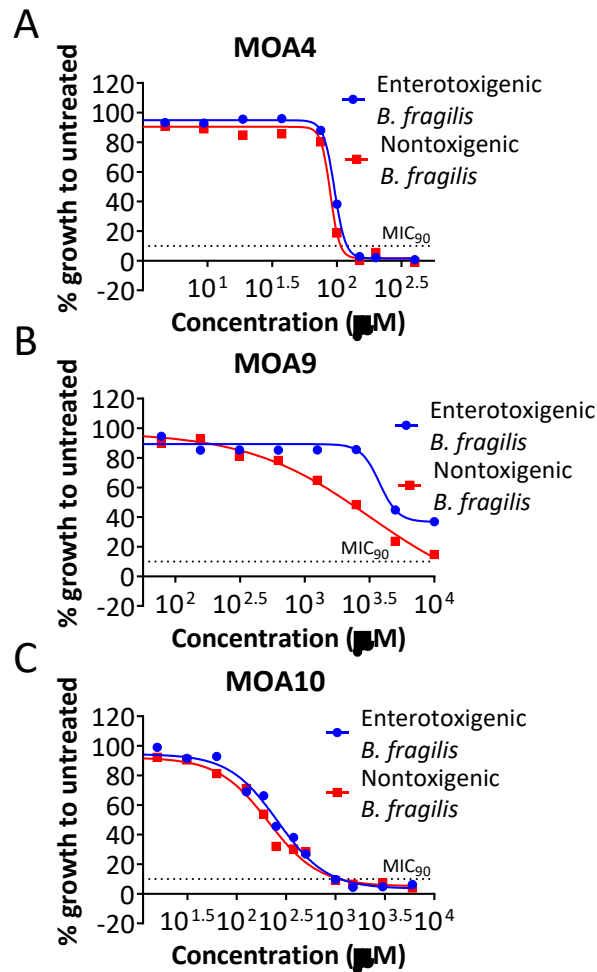 A
MOA4
% growth to untreated
120
100
80
60
40
20
0
-20
Enterotoxigenic
B. fragilis
Nontoxigenic
B. fragilis
MIC90
10^1 10^1.5 10^2 10^2.5
Concentration (μM)
B
MOA9
% growth to untreated
120
100
80
60
40
20
0
-20
Enterotoxigenic
B. fragilis
Nontoxigenic
B. fragilis
MIC90
10^2 10^2.5 10^3 10^3.5 10^4
Concentration (μM)
C
MOA10
% growth to untreated
120
100
80
60
40
20
0
-20
Enterotoxigenic
B. fragilis
Nontoxigenic
B. fragilis
MIC90
10^1.5 10^2 10^2.5 10^3 10^3.5 10^4
Concentration (μM)